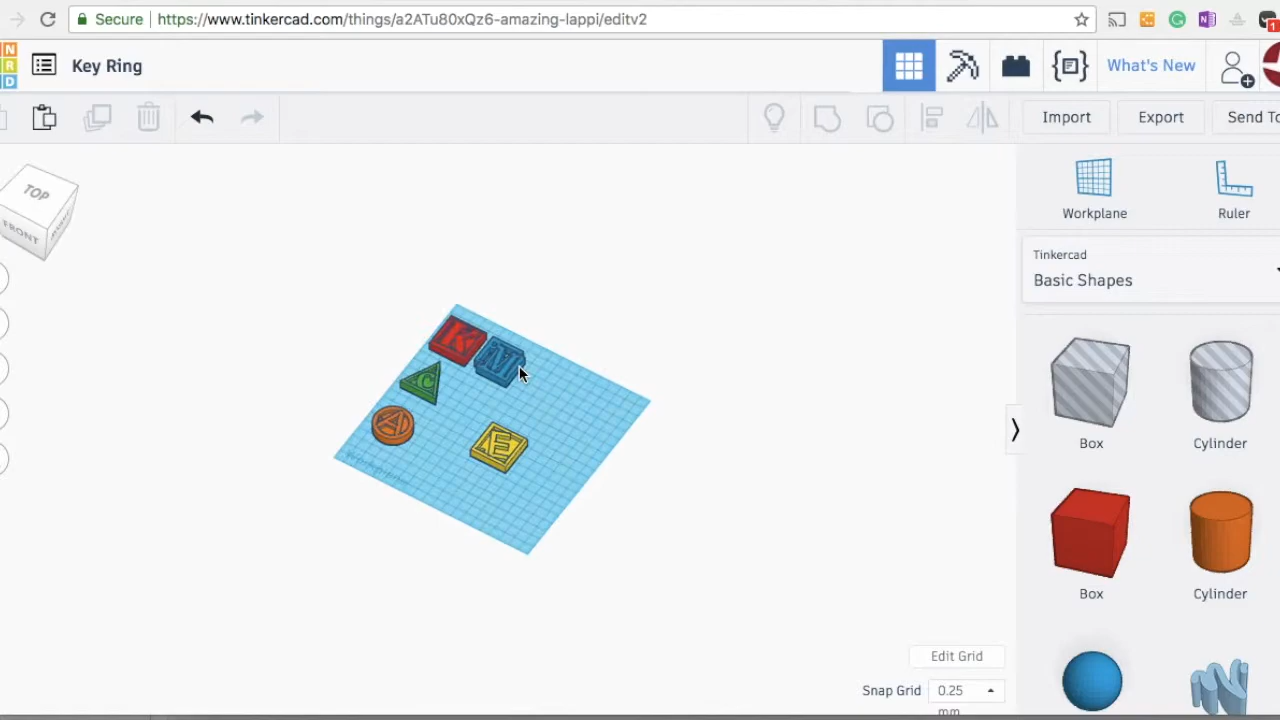 Secure https://www.tinkercad.com/things/a2ATu80xQz6-amazing-lappi/editv2
1
N
R
D
Key Ring
What's New
Import
Export
Send To
TOP
FRONT
Workplane
Ruler
Tinkercad
Basic Shapes
K
C
A
E
Box
Cylinder
Box
Cylinder
Edit Grid
Snap Grid 0.25
mm